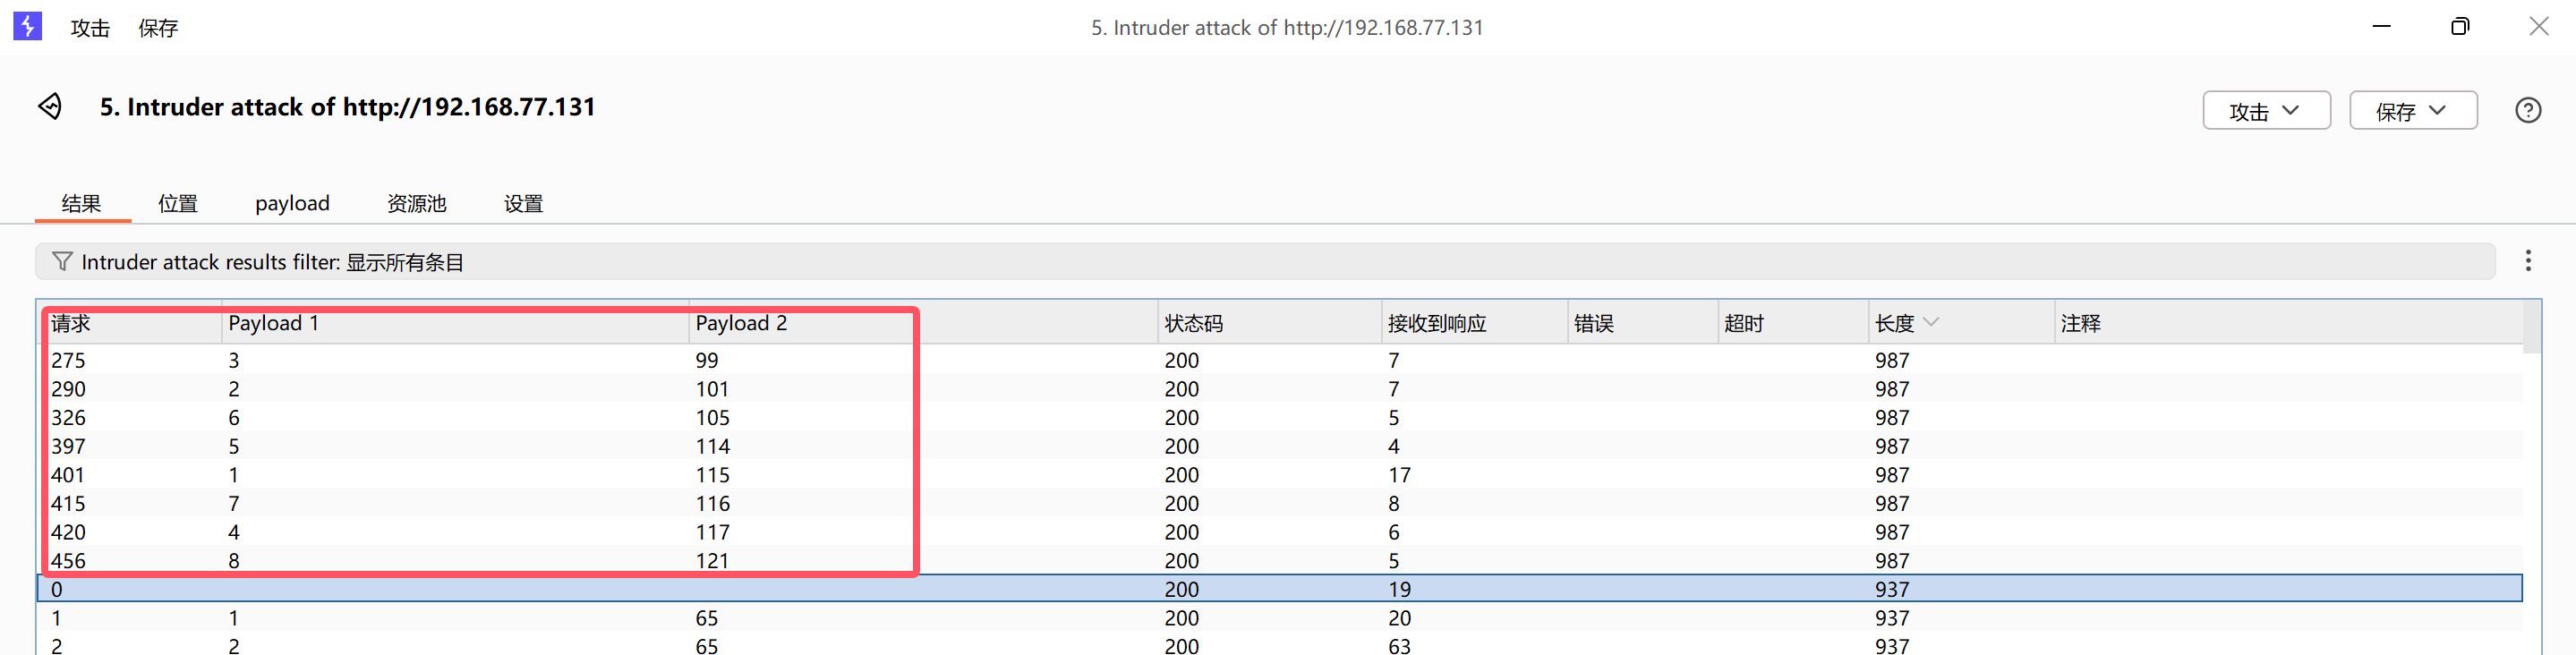 攻击 保存 5. Intruder attack of http://192.168.77.131
5. Intruder attack of http://192.168.77.131 攻击 保存
结果 位置 payload 资源池 设置
Intruder attack results filter: 显示所有条目
请求 Payload 1 Payload 2 状态码 接收到响应 错误 超时 长度 注释
275 3 99 200 7 987
290 2 101 200 7 987
326 6 105 200 5 987
397 5 114 200 4 987
401 1 115 200 17 987
415 7 116 200 8 987
420 4 117 200 6 987
456 8 121 200 5 987
0 200 19 937
1 1 65 200 20 937
2 2 65 200 63 937